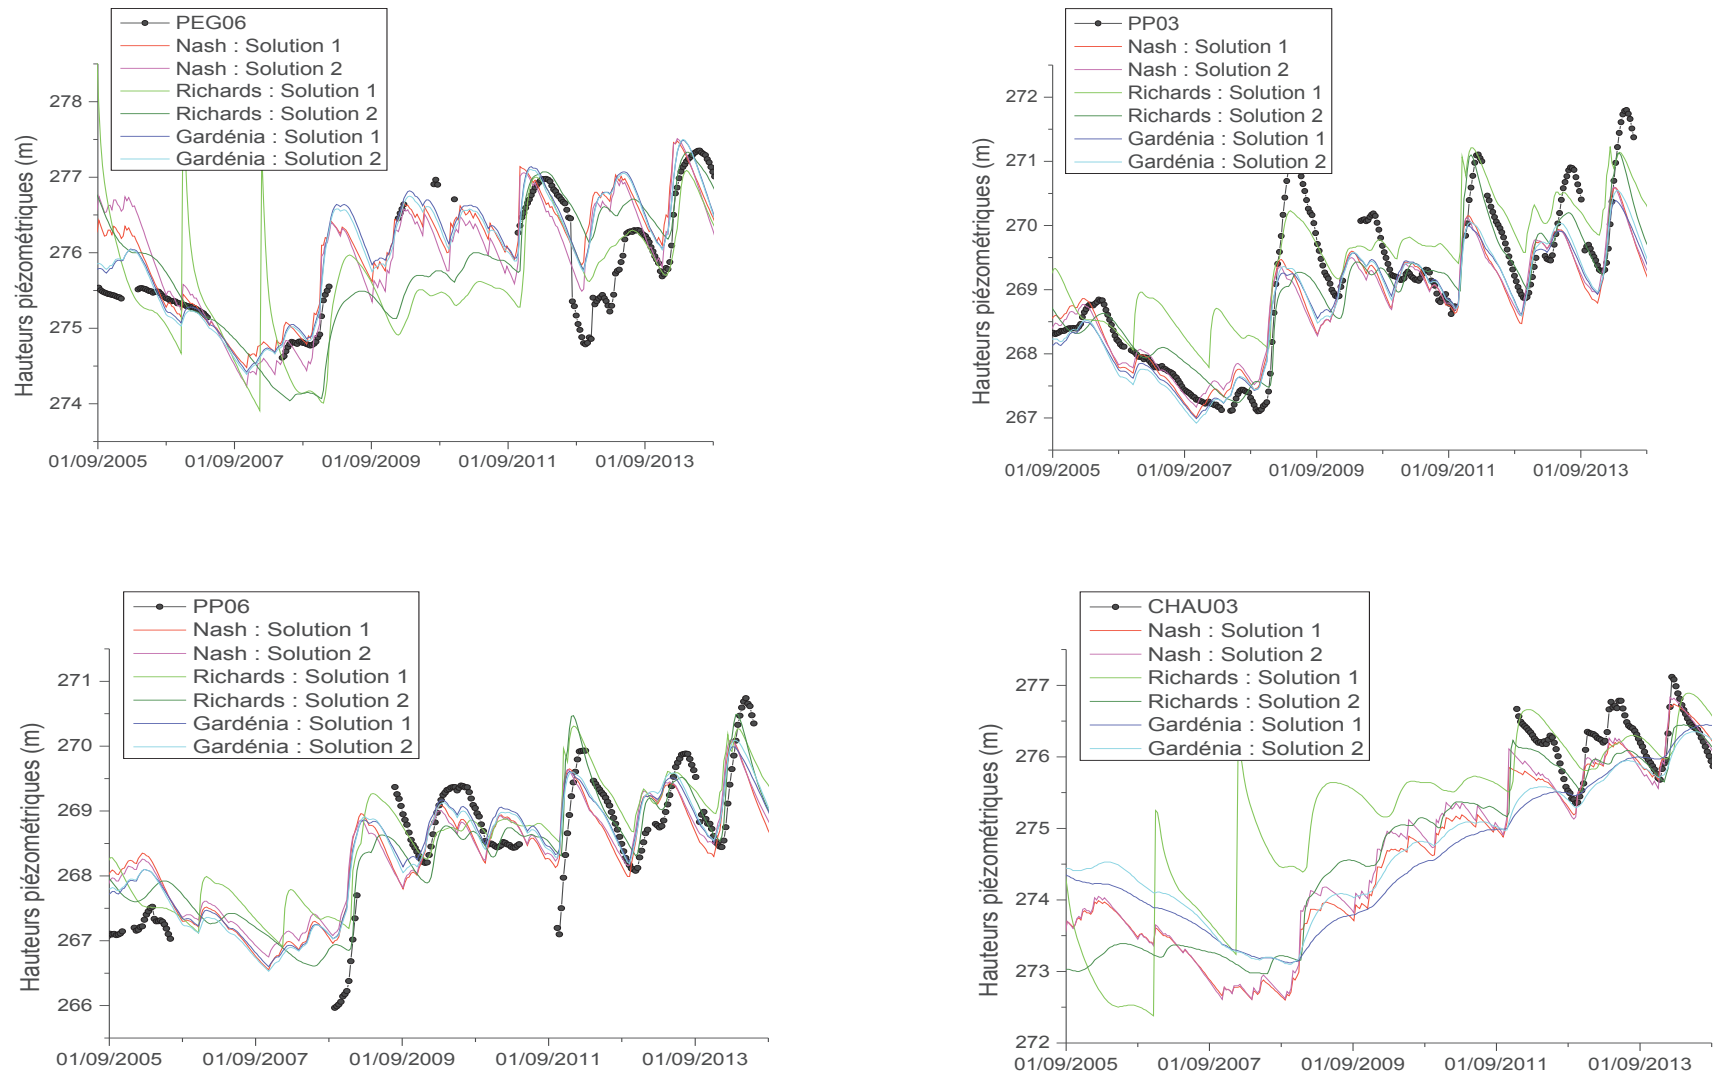 PEG06
Nash : Solution 1
Nash : Solution 2
Richards : Solution 1
Richards : Solution 2
Gardénia : Solution 1
Gardénia : Solution 2
Hauteurs piézométriques (m)
278
277
276
275
274
01/09/2005
01/09/2007
01/09/2009
01/09/2011
01/09/2013
PP03
Nash : Solution 1
Nash : Solution 2
Richards : Solution 1
Richards : Solution 2
Gardénia : Solution 1
Gardénia : Solution 2
Hauteurs piézométriques (m)
272
271
270
269
268
267
01/09/2005
01/09/2007
01/09/2009
01/09/2011
01/09/2013
PP06
Nash : Solution 1
Nash : Solution 2
Richards : Solution 1
Richards : Solution 2
Gardénia : Solution 1
Gardénia : Solution 2
Hauteurs piézométriques (m)
271
270
269
268
267
266
01/09/2005
01/09/2007
01/09/2009
01/09/2011
01/09/2013
CHAU03
Nash : Solution 1
Nash : Solution 2
Richards : Solution 1
Richards : Solution 2
Gardénia : Solution 1
Gardénia : Solution 2
Hauteurs piézométriques (m)
277
276
275
274
273
272
01/09/2005
01/09/2007
01/09/2009
01/09/2011
01/09/2013